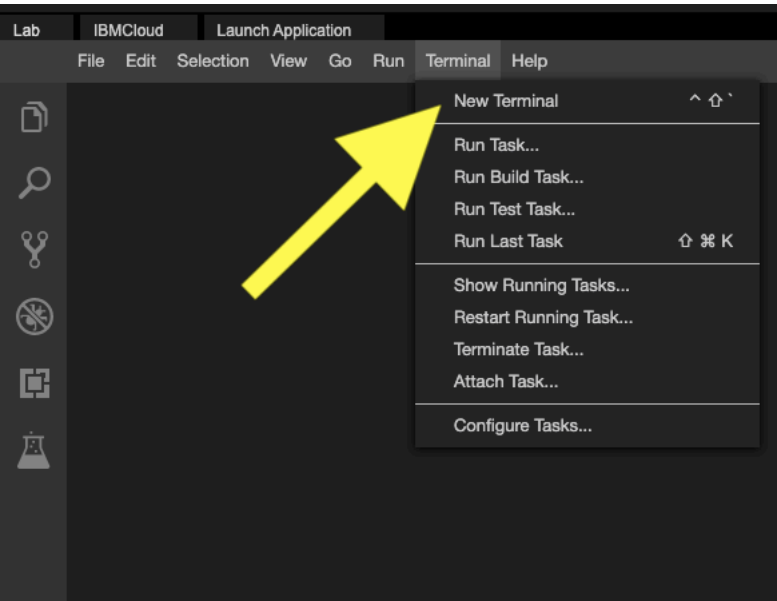 Lab IBMCloud Launch Application
File Edit Selection View Go Run Terminal Help
New Terminal ^ ⇧ `
Run Task...
Run Build Task...
Run Test Task...
Run Last Task ⇧ ⌘ K
Show Running Tasks...
Restart Running Task...
Terminate Task...
Attach Task...
Configure Tasks...